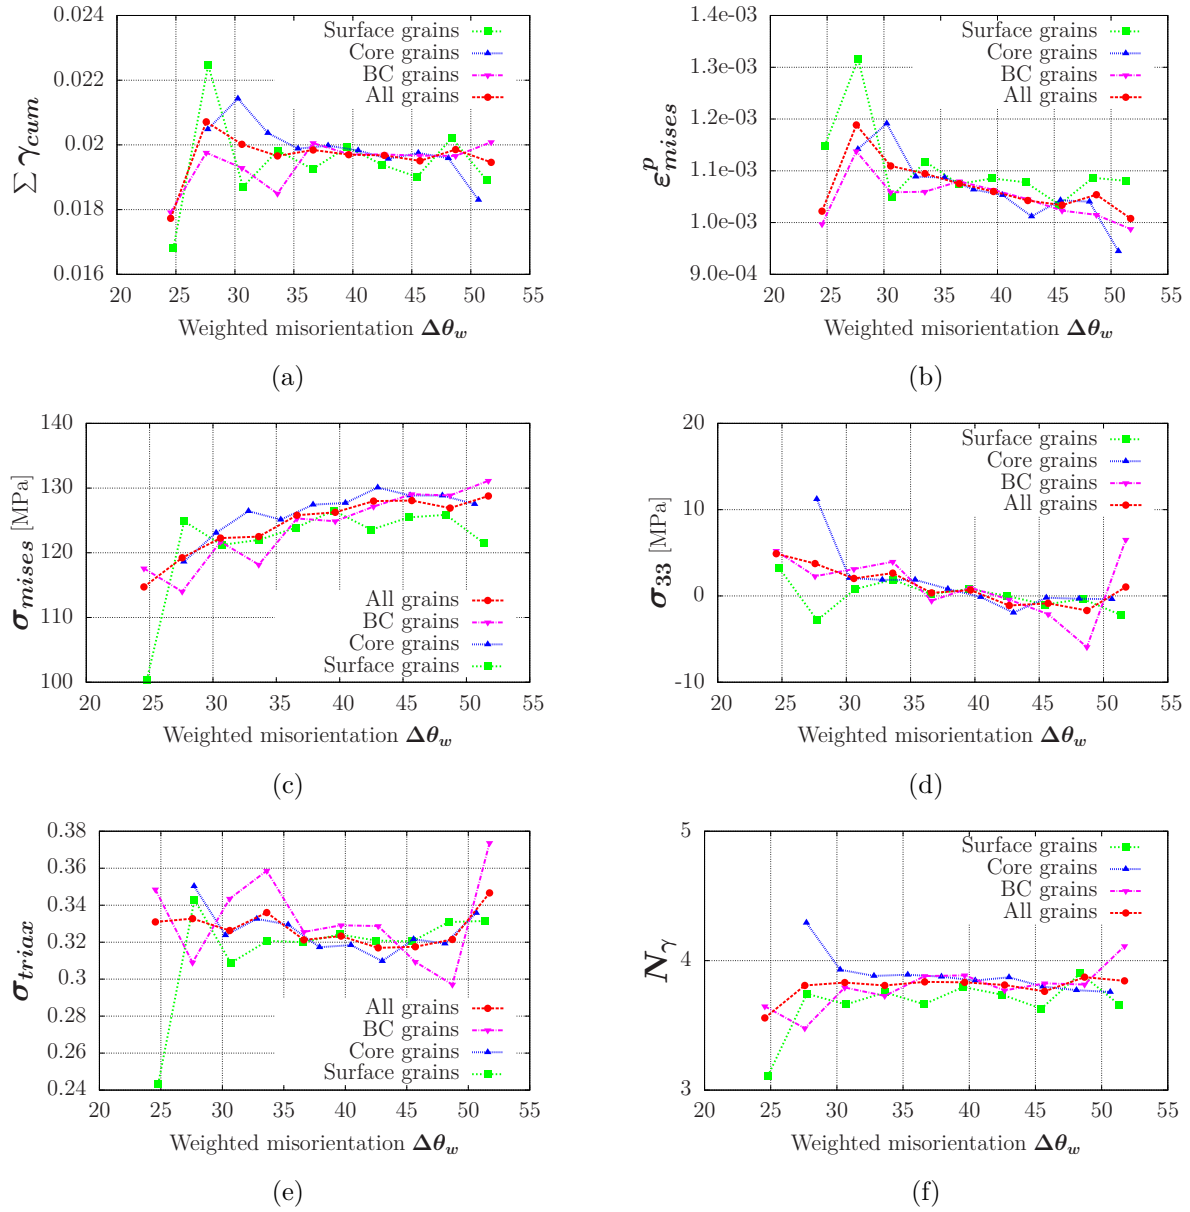 0.024
0.022
0.02
0.018
0.016
20 25 30 35 40 45 50 55
∑ γcum
Surface grains
Core grains
BC grains
All grains
Weighted misorientation Δθw
(a)
1.4e-03
1.3e-03
1.2e-03
1.1e-03
1.0e-03
9.0e-04
20 25 30 35 40 45 50 55
ε^p_mises
Surface grains
Core grains
BC grains
All grains
Weighted misorientation Δθw
(b)
140
130
120
110
100
20 25 30 35 40 45 50 55
σmises [MPa]
All grains
BC grains
Core grains
Surface grains
Weighted misorientation Δθw
(c)
20
10
0
-10
20 25 30 35 40 45 50 55
σ33 [MPa]
Surface grains
Core grains
BC grains
All grains
Weighted misorientation Δθw
(d)
0.38
0.36
0.34
0.32
0.3
0.28
0.26
0.24
20 25 30 35 40 45 50 55
σtriax
All grains
BC grains
Core grains
Surface grains
Weighted misorientation Δθw
(e)
5
4
3
20 25 30 35 40 45 50 55
Nγ
Surface grains
Core grains
BC grains
All grains
Weighted misorientation Δθw
(f)